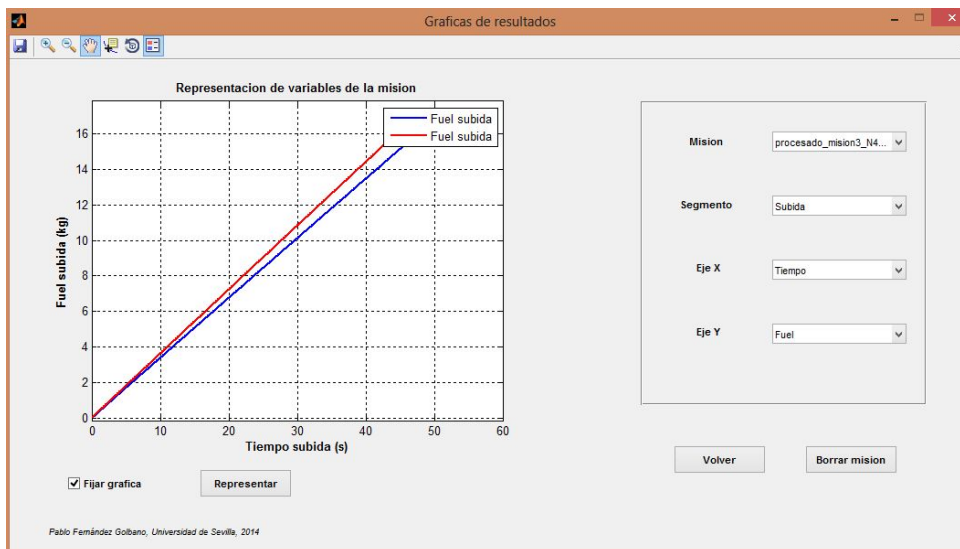 Graficas de resultados
Representacion de variables de la mision
Fuel subida
Fuel subida
16
14
12
10
8
6
4
2
0
Fuel subida (kg)
0 10 20 30 40 50 60
Tiempo subida (s)
Fijar grafica
Representar
Mision
procesado_mision3_N4...
Segmento
Subida
Eje X
Tiempo
Eje Y
Fuel
Volver
Borrar mision
Pablo Fernández Golbano, Universidad de Sevilla, 2014